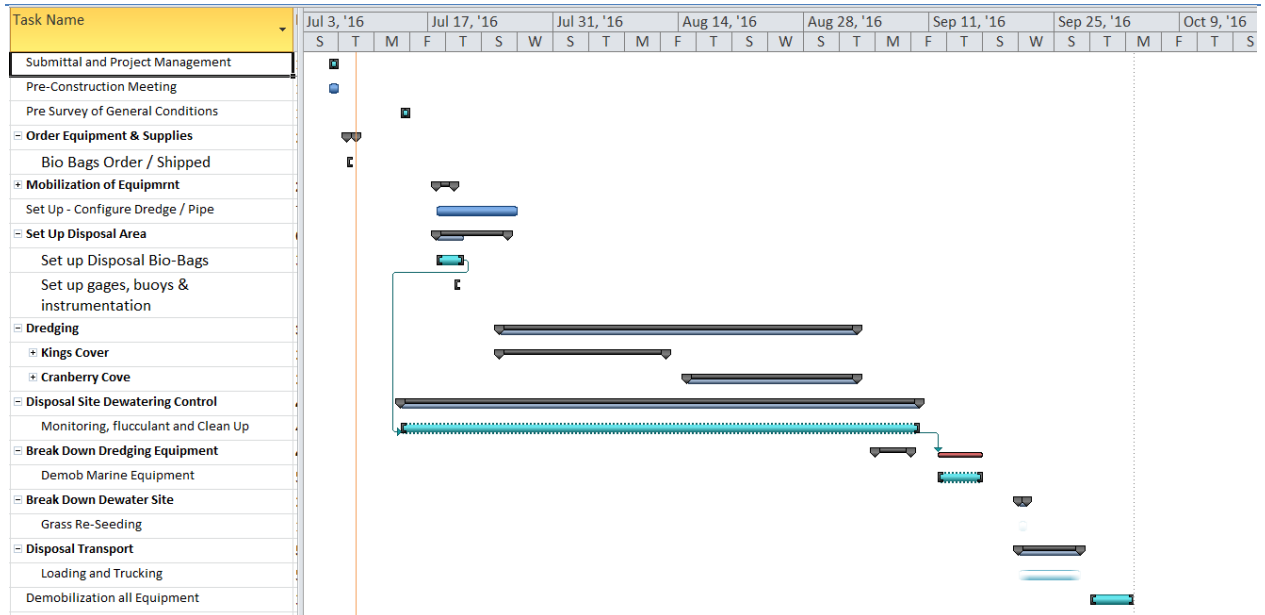 Task Name
Jul 3, '16 Jul 17, '16 Jul 31, '16 Aug 14, '16 Aug 28, '16 Sep 11, '16 Sep 25, '16 Oct 9, '16
S T M F T S W S T M F T S W S T M F T S W S T M F T S
Submittal and Project Management
Pre-Construction Meeting
Pre Survey of General Conditions
Order Equipment & Supplies
Bio Bags Order / Shipped
Mobilization of Equipmrnt
Set Up - Configure Dredge / Pipe
Set Up Disposal Area
Set up Disposal Bio-Bags
Set up gages, buoys &
instrumentation
Dredging
Kings Cover
Cranberry Cove
Disposal Site Dewatering Control
Monitoring, flucculant and Clean Up
Break Down Dredging Equipment
Demob Marine Equipment
Break Down Dewater Site
Grass Re-Seeding
Disposal Transport
Loading and Trucking
Demobilization all Equipment